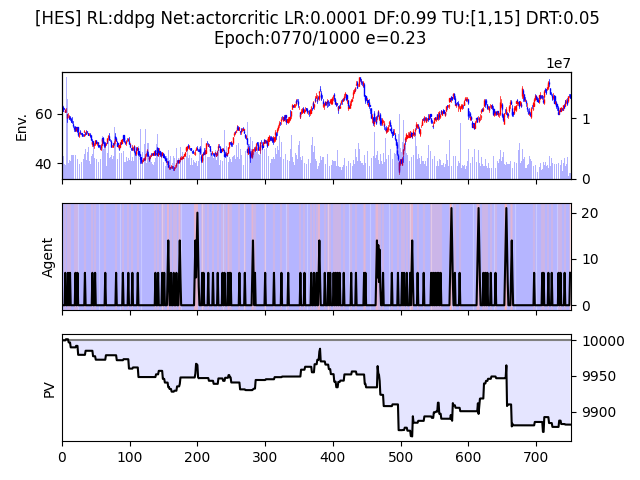 [HES] RL:ddpg Net:actorcritic LR:0.0001 DF:0.99 TU:[1,15] DRT:0.05
Epoch:0770/1000 e=0.23
1e7
Env.
60
40
1
0
Agent
20
10
0
PV
10000
9950
9900
0 100 200 300 400 500 600 700